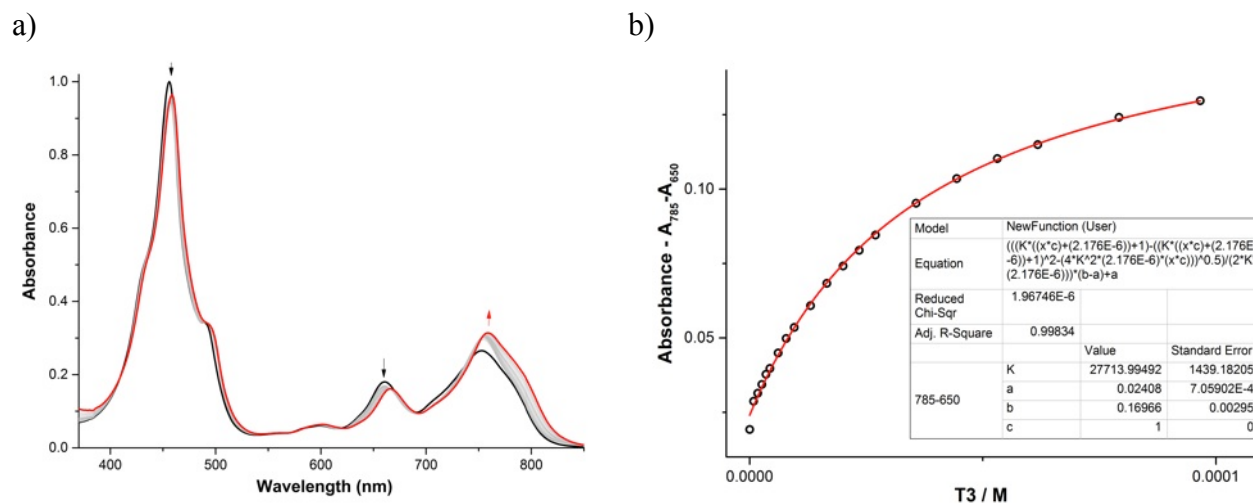 a)
b)
Absorbance
1.0
0.8
0.6
0.4
0.2
0.0
400
500
600
700
800
Wavelength (nm)
Absorbance - A785-A650
0.10
0.05
0.0000
0.0001
T3 / M
Model NewFunction (User)
Equation (((K*((x*c)+(2.176E-6))+1)-((K*((x*c)+(2.176E
-6))+1)^2-(4*K^2*(2.176E-6)*(x*c)))^0.5)/(2*K
(2.176E-6)))*(b-a)+a
Reduced 1.96746E-6
Chi-Sqr
Adj. R-Square 0.99834
Value Standard Error
785-650
K 27713.99492 1439.18205
a 0.02408 7.05902E-4
b 0.16966 0.00295
c 1 0